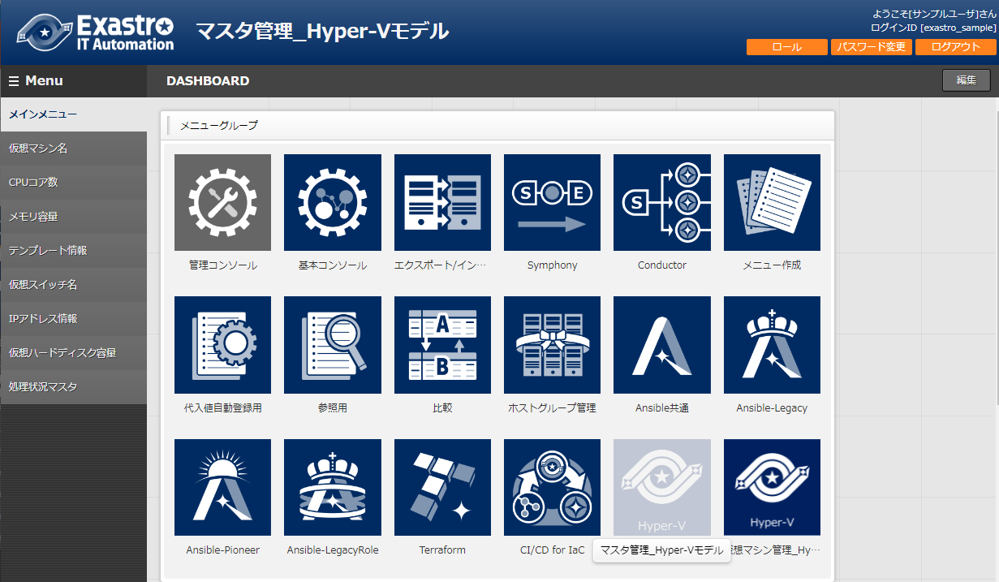 Exastro
IT Automation
マスタ管理_Hyper-Vモデル
ようこそ[サンプルユーザ]さん
ログインID [exastro_sample]
ロール
パスワード変更
ログアウト
Menu
DASHBOARD
編集
メインメニュー
仮想マシン名
CPUコア数
メモリ容量
テンプレート情報
仮想スイッチ名
IPアドレス情報
仮想ハードディスク容量
処理状況マスタ
メニューグループ
S E
S
管理コンソール
基本コンソール
エクスポート/イン…
Symphony
Conductor
メニュー作成
A
B
代入値自動登録用
参照用
比較
ホストグループ管理
Ansible共通
Ansible-Legacy
Hyper-V
Hyper-V
Ansible-Pioneer
Ansible-LegacyRole
Terraform
CI/CD for IaC
マスタ管理_Hyper-Vモデル
想マシン管理_Hy…